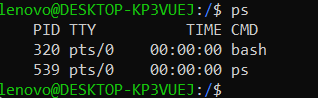 lenovo@DESKTOP-KP3VUEJ:/$ ps
    PID TTY          TIME CMD
    320 pts/0    00:00:00 bash
    539 pts/0    00:00:00 ps
lenovo@DESKTOP-KP3VUEJ:/$